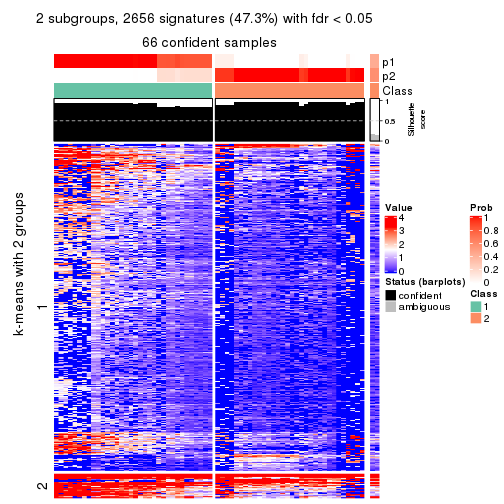 2 subgroups, 2656 signatures (47.3%) with fdr < 0.05
66 confident samples
p1
p2
Class
1
0.5
0
Silhouette
score
k-means with 2 groups
1
2
Value
4
3
2
1
0
Status (barplots)
confident
ambiguous
Prob
1
0.8
0.6
0.4
0.2
0
Class
1
2